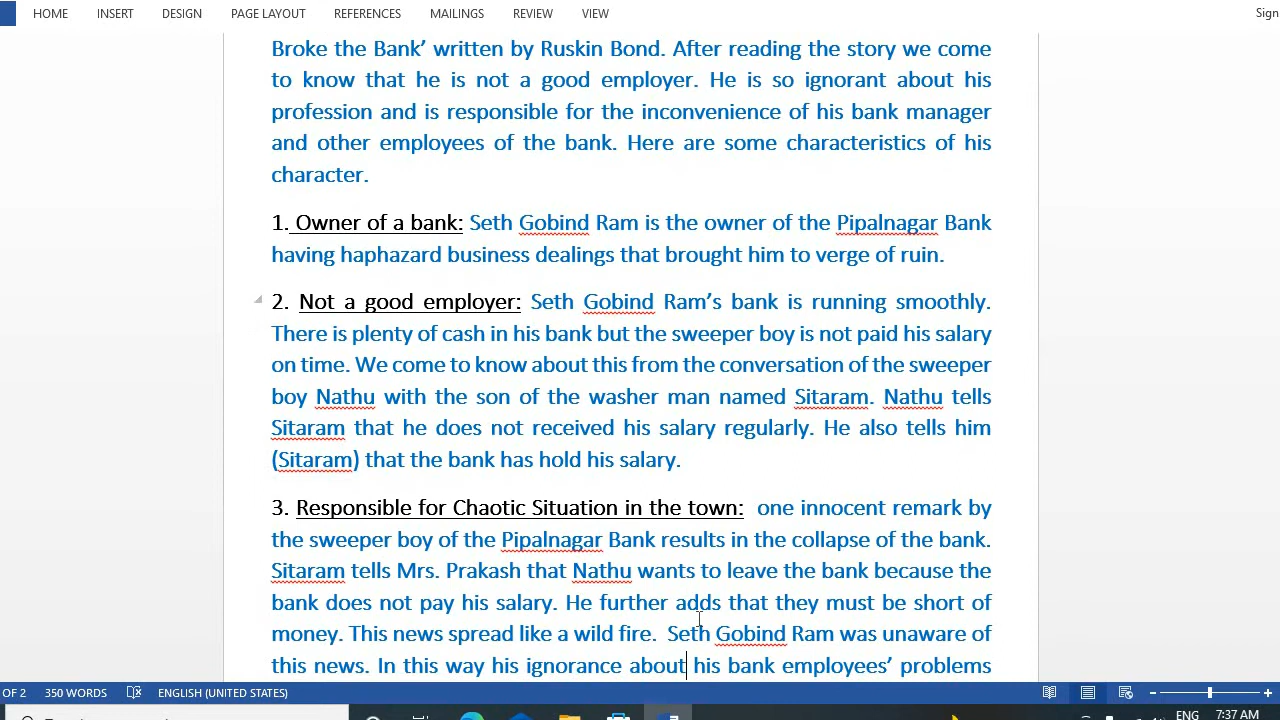 HOME INSERT DESIGN PAGE LAYOUT REFERENCES MAILINGS REVIEW VIEW Sign
Broke the Bank’ written by Ruskin Bond. After reading the story we come
to know that he is not a good employer. He is so ignorant about his
profession and is responsible for the inconvenience of his bank manager
and other employees of the bank. Here are some characteristics of his
character.
1. Owner of a bank: Seth Gobind Ram is the owner of the Pipalnagar Bank
having haphazard business dealings that brought him to verge of ruin.
2. Not a good employer: Seth Gobind Ram’s bank is running smoothly.
There is plenty of cash in his bank but the sweeper boy is not paid his salary
on time. We come to know about this from the conversation of the sweeper
boy Nathu with the son of the washer man named Sitaram. Nathu tells
Sitaram that he does not received his salary regularly. He also tells him
(Sitaram) that the bank has hold his salary.
3. Responsible for Chaotic Situation in the town: one innocent remark by
the sweeper boy of the Pipalnagar Bank results in the collapse of the bank.
Sitaram tells Mrs. Prakash that Nathu wants to leave the bank because the
bank does not pay his salary. He further adds that they must be short of
money. This news spread like a wild fire. Seth Gobind Ram was unaware of
this news. In this way his ignorance about his bank employees’ problems
OF 2 350 WORDS ENGLISH (UNITED STATES)
ENG 7:37 AM